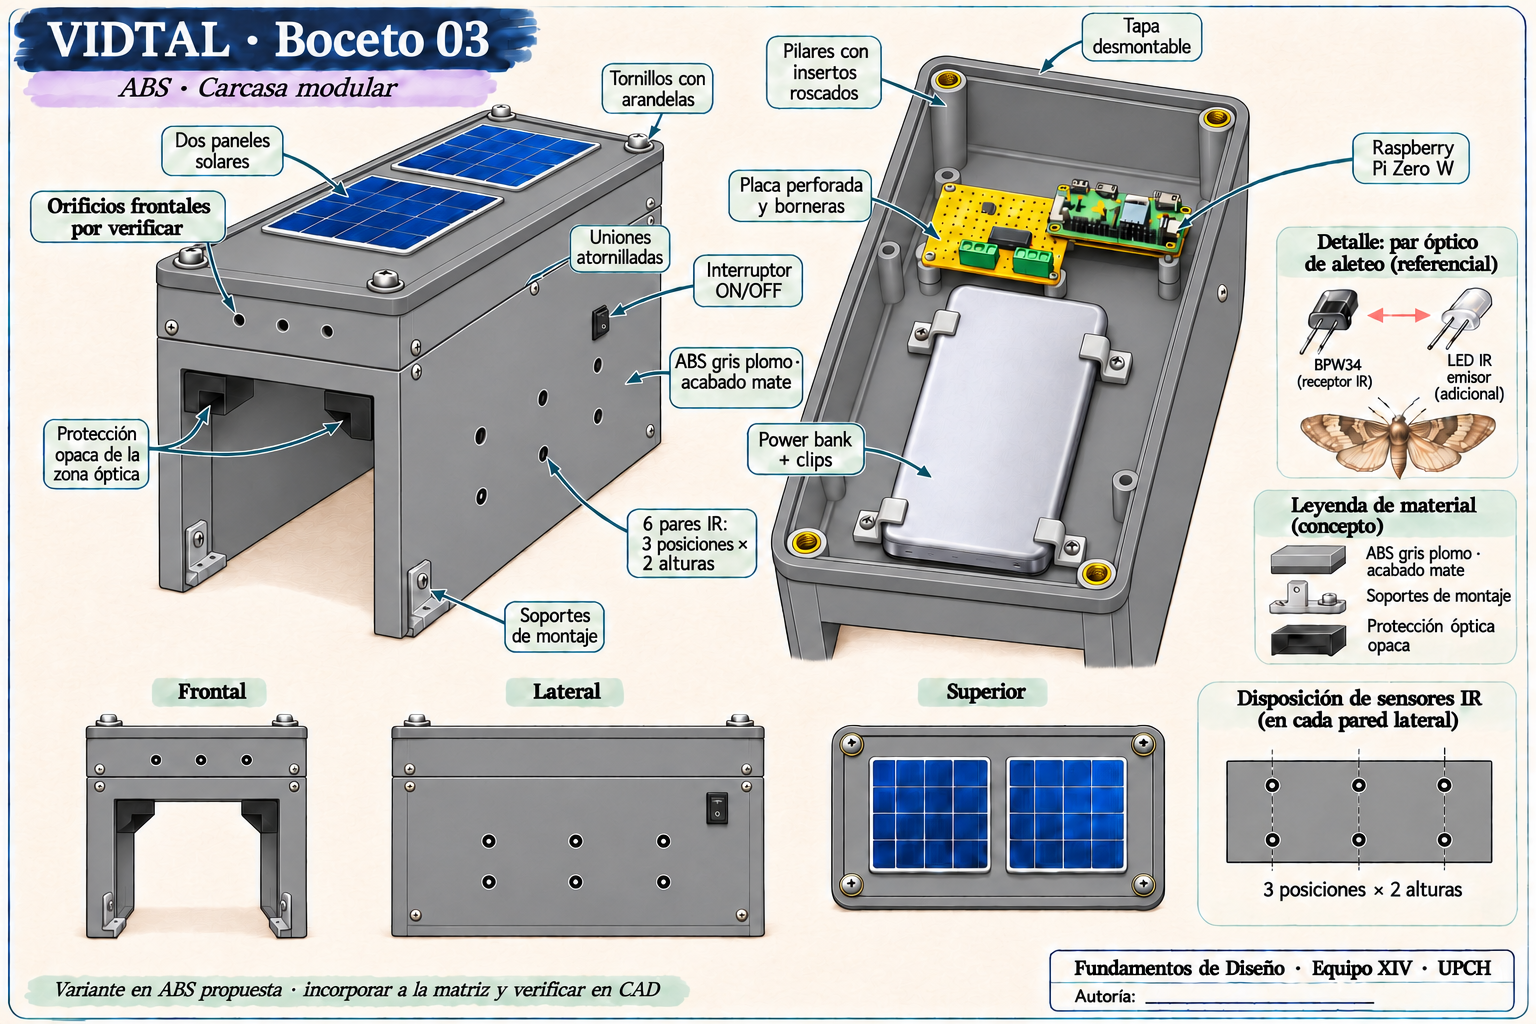 VIDTAL · Boceto 03
ABS · Carcasa modular
Tornillos con
arandelas
Dos paneles
solares
Orificios frontales
por verificar
Uniones
atornilladas
Interruptor
ON/OFF
ABS gris plomo ·
acabado mate
Protección
opaca de la
zona óptica
6 pares IR:
3 posiciones ×
2 alturas
Soportes
de montaje
Tapa
desmontable
Pilares con
insertos
roscados
Placa perforada
y borneras
Raspberry
Pi Zero W
Power bank
+ clips
Detalle: par óptico
de aleteo (referencial)
BPW34
(receptor IR)
LED IR
emisor
(adicional)
Leyenda de material
(concepto)
ABS gris plomo ·
acabado mate
Soportes de montaje
Protección óptica
opaca
Frontal
Lateral
Superior
Disposición de sensores IR
(en cada pared lateral)
3 posiciones × 2 alturas
Variante en ABS propuesta · incorporar a la matriz y verificar en CAD
Fundamentos de Diseño · Equipo XIV · UPCH
Autoría: